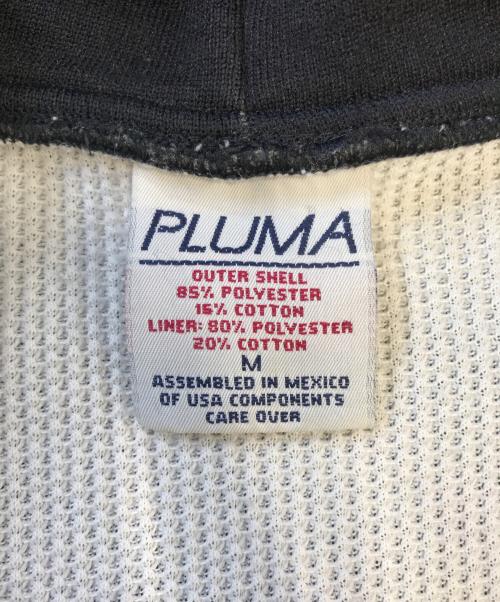 PLUMA
OUTER SHELL
85% POLYESTER
15% COTTON
LINER: 80% POLYESTER
20% COTTON
M
ASSEMBLED IN MEXICO
OF USA COMPONENTS
CARE OVER